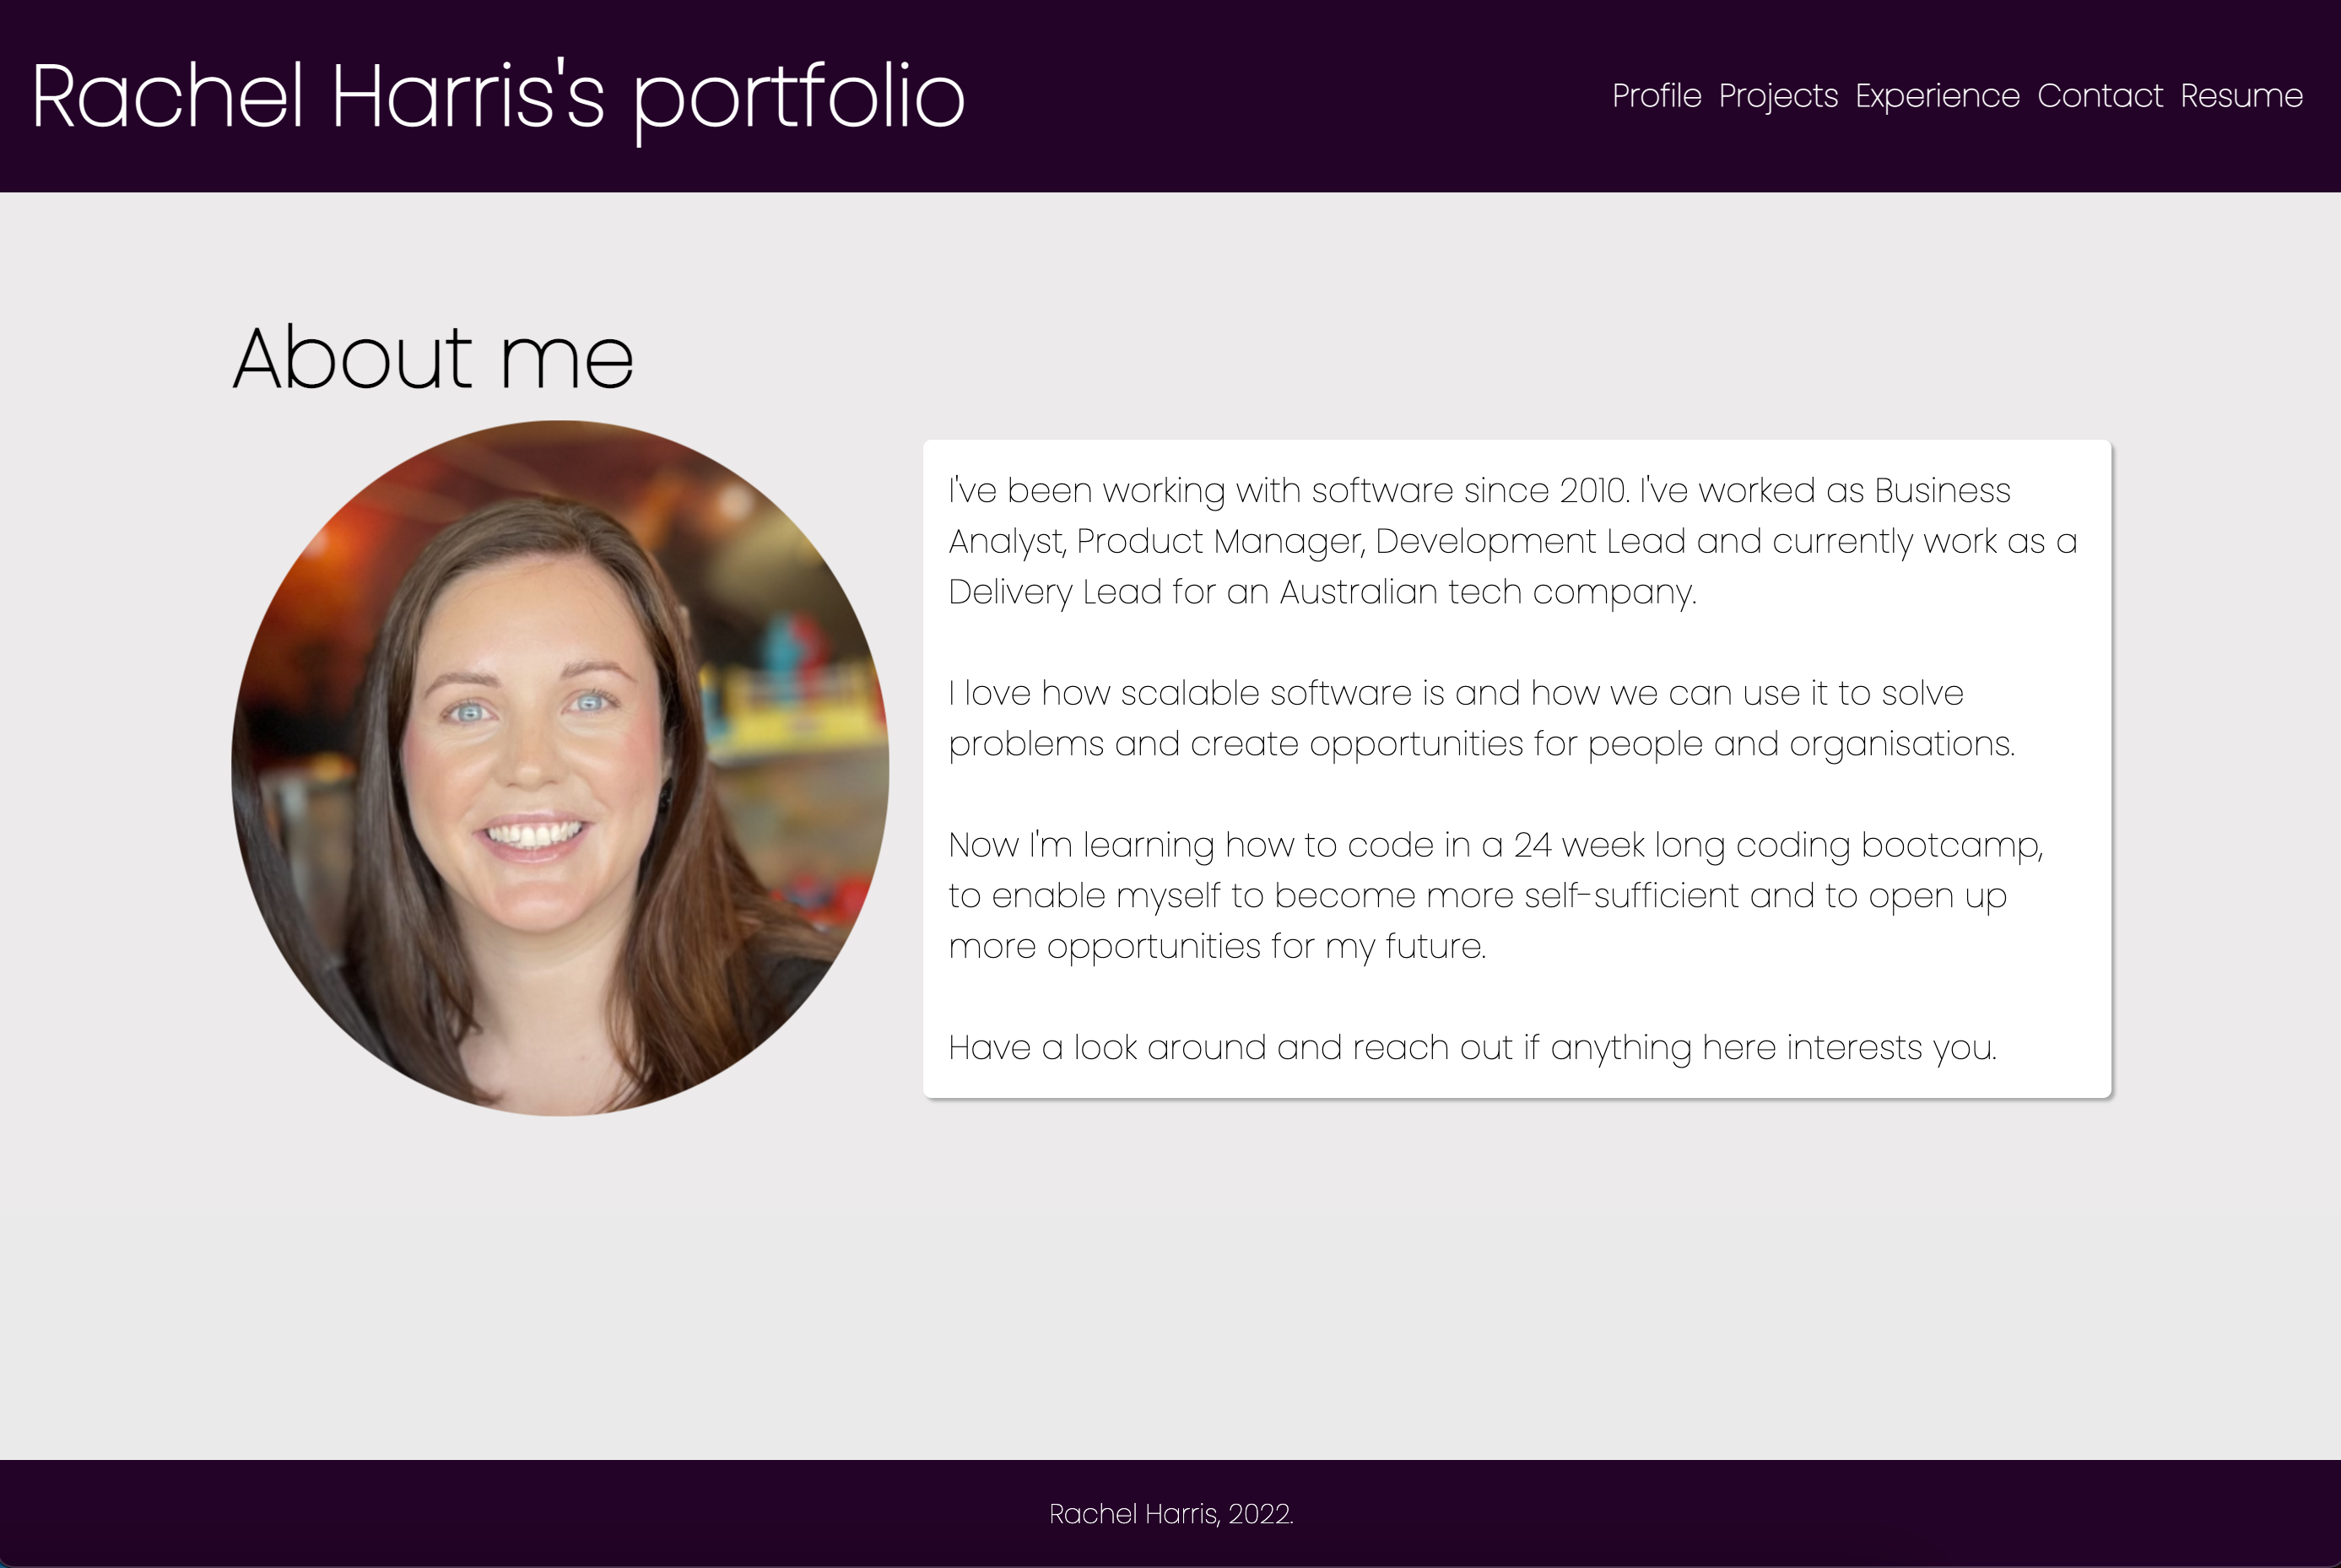 Rachel Harris's portfolio
Profile Projects Experience Contact Resume
About me
I've been working with software since 2010. I've worked as Business
Analyst, Product Manager, Development Lead and currently work as a
Delivery Lead for an Australian tech company.
I love how scalable software is and how we can use it to solve
problems and create opportunities for people and organisations.
Now I'm learning how to code in a 24 week long coding bootcamp,
to enable myself to become more self-sufficient and to open up
more opportunities for my future.
Have a look around and reach out if anything here interests you.
Rachel Harris, 2022.